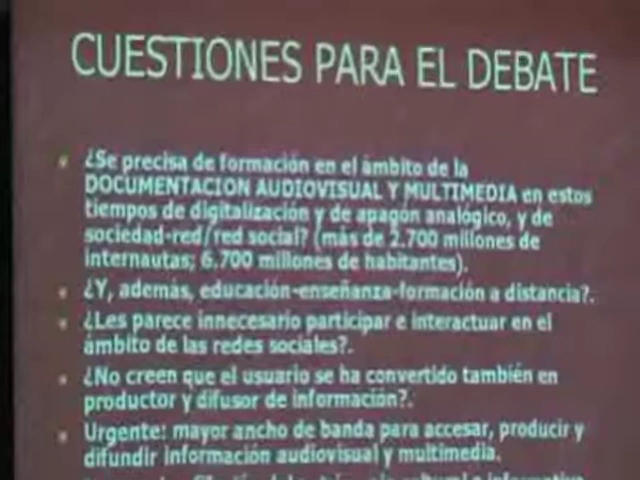 CUESTIONES PARA EL DEBATE
¿Se precisa de formación en el ámbito de la
DOCUMENTACION AUDIOVISUAL Y MULTIMEDIA en estos
tiempos de digitalización y de apagón analógico, y de
sociedad-red/red social? (más de 2.700 millones de
internautas; 6.700 millones de habitantes).
¿Y, además, educación-enseñanza-formación a distancia?.
¿Les parece innecesario participar e interactuar en el
ámbito de las redes sociales?.
¿No creen que el usuario se ha convertido también en
productor y difusor de información?.
Urgente: mayor ancho de banda para accesar, producir y
difundir información audiovisual y multimedia.